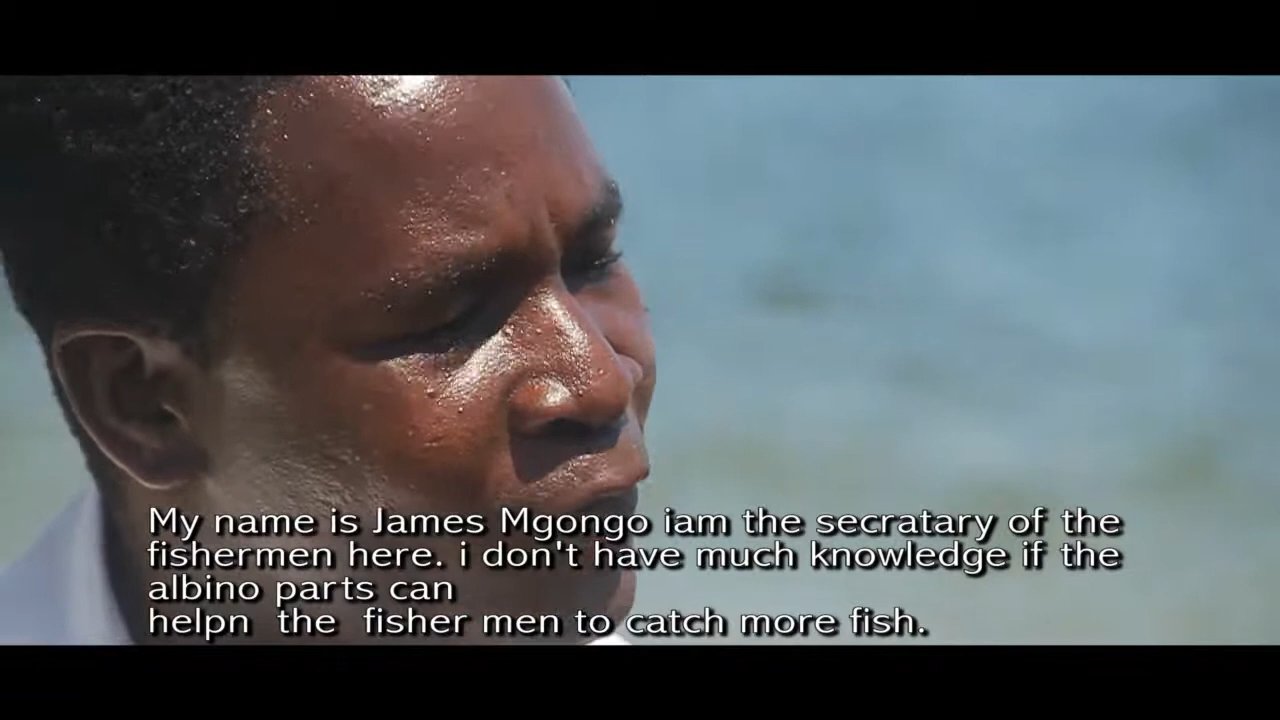 My name is James Mgongo iam the secratary of the
fishermen here. i don't have much knowledge if the
albino parts can
helpn  the  fisher men to catch more fish.